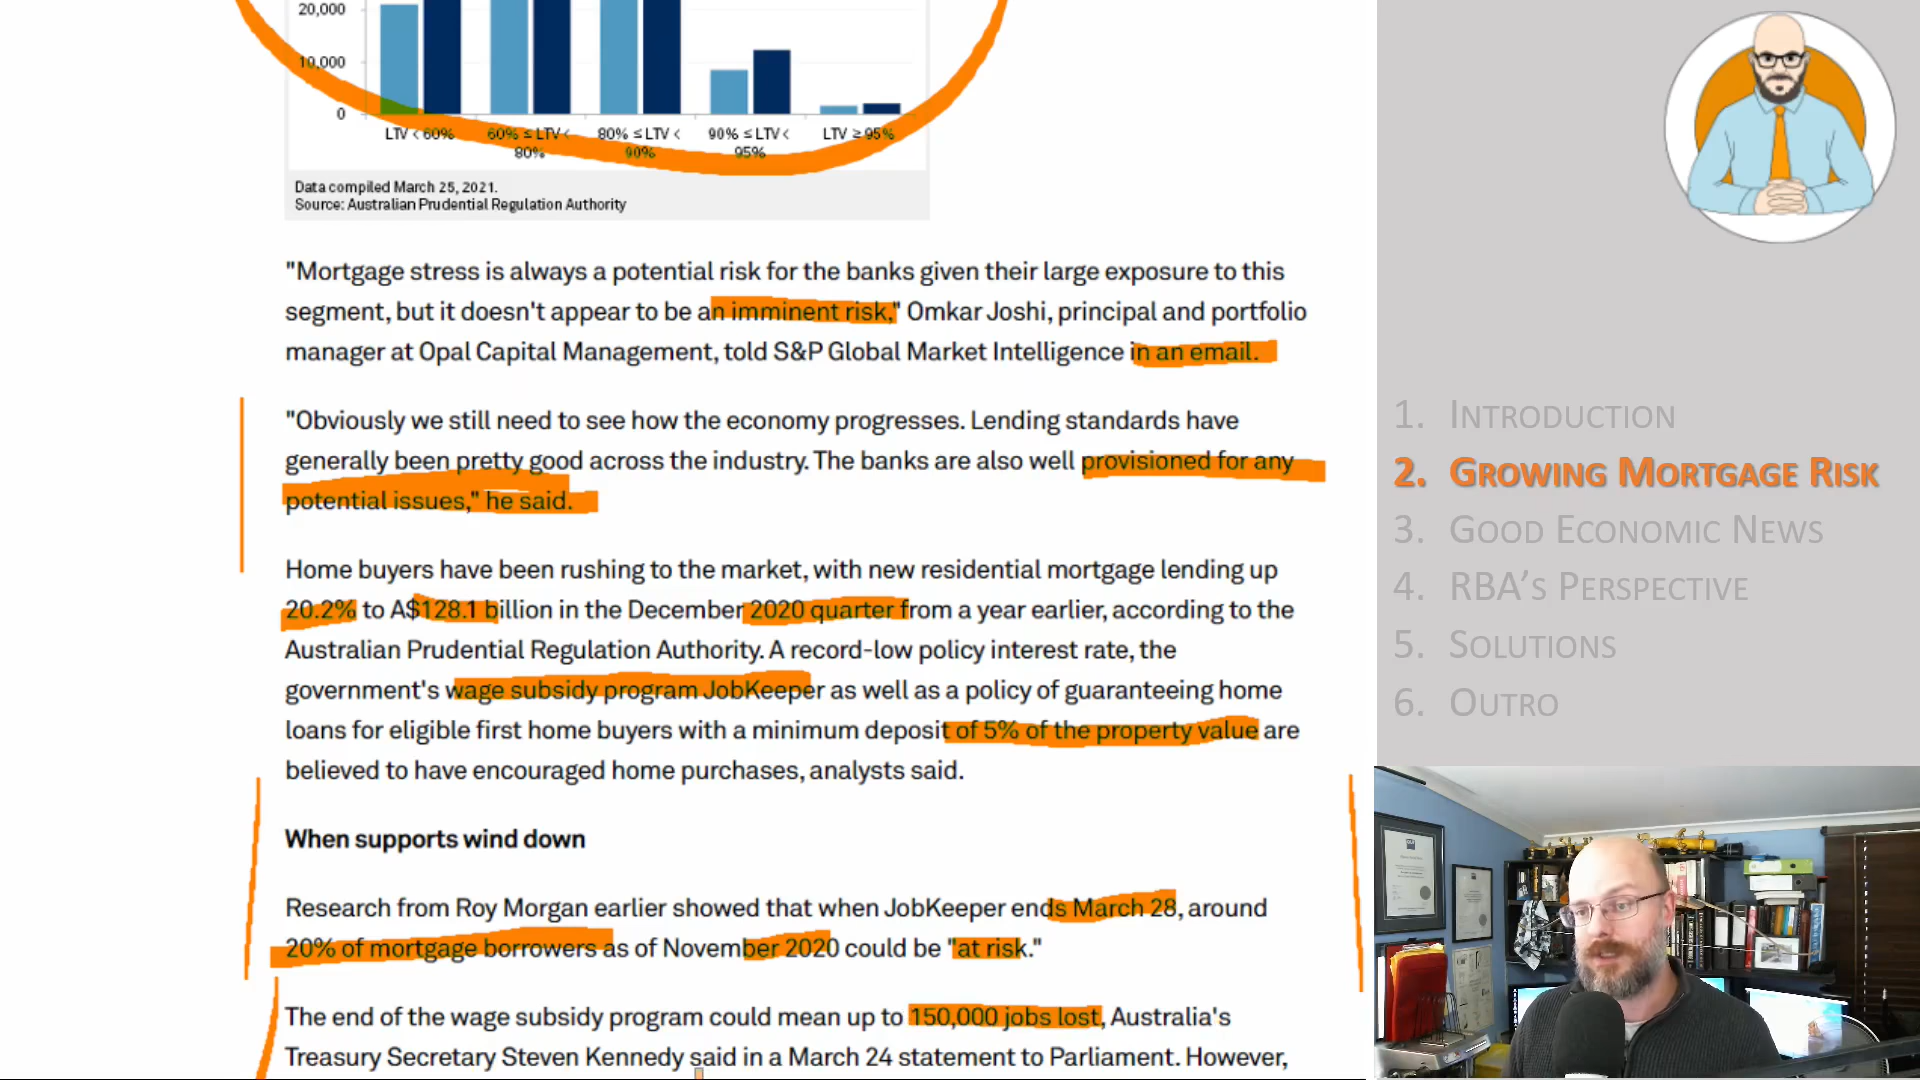 20,000
10,000
0
LTV < 60%
60% ≤ LTV <
80%
80% ≤ LTV <
90%
90% ≤ LTV <
95%
LTV ≥ 95%
Data compiled March 25, 2021.
Source: Australian Prudential Regulation Authority
"Mortgage stress is always a potential risk for the banks given their large exposure to this
segment, but it doesn't appear to be an imminent risk," Omkar Joshi, principal and portfolio
manager at Opal Capital Management, told S&P Global Market Intelligence in an email.
"Obviously we still need to see how the economy progresses. Lending standards have
generally been pretty good across the industry. The banks are also well provisioned for any
potential issues," he said.
Home buyers have been rushing to the market, with new residential mortgage lending up
20.2% to A$128.1 billion in the December 2020 quarter from a year earlier, according to the
Australian Prudential Regulation Authority. A record-low policy interest rate, the
government's wage subsidy program JobKeeper as well as a policy of guaranteeing home
loans for eligible first home buyers with a minimum deposit of 5% of the property value are
believed to have encouraged home purchases, analysts said.
When supports wind down
Research from Roy Morgan earlier showed that when JobKeeper ends March 28, around
20% of mortgage borrowers as of November 2020 could be "at risk."
The end of the wage subsidy program could mean up to 150,000 jobs lost, Australia's
Treasury Secretary Steven Kennedy said in a March 24 statement to Parliament. However,
1. Introduction
2. Growing Mortgage Risk
3. Good Economic News
4. RBA's Perspective
5. Solutions
6. Outro